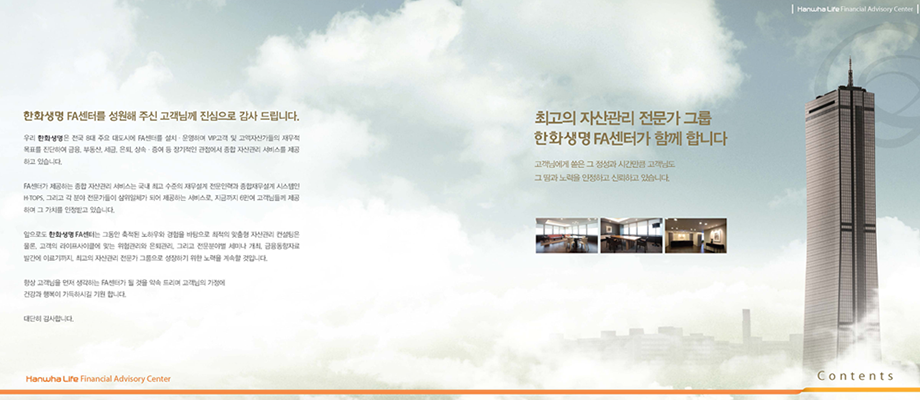 Hanwha Life Financial Advisory Center
한화생명 FA센터를 성원해 주신 고객님께 진심으로 감사 드립니다.
우리 한화생명은 전국 8대 주요 대도시에 FA센터를 설치·운영하여 VIP고객 및 고액자산가들의 재무적
목표를 진단하여 금융, 부동산, 세금, 은퇴, 상속·증여 등 장기적인 관점에서 종합 자산관리 서비스를 제공
하고 있습니다.
FA센터가 제공하는 종합 자산관리 서비스는 국내 최고 수준의 재무설계 전문인력과 종합재무설계 시스템인
H-TOPS, 그리고 각 분야 전문가들이 삼위일체가 되어 제공하는 서비스로, 지금까지 6만여 고객님들께 제공
하여 그 가치를 인정받고 있습니다.
앞으로도 한화생명 FA센터는 그동안 축적된 노하우와 경험을 바탕으로 최적의 맞춤형 자산관리 컨설팅은
물론, 고객의 라이프사이클에 맞는 위험관리와 은퇴관리, 그리고 전문분야별 세미나 개최, 금융동향자료
발간에 이르기까지, 최고의 자산관리 전문가 그룹으로 성장하기 위한 노력을 계속할 것입니다.
항상 고객님을 먼저 생각하는 FA센터가 될 것을 약속 드리며 고객님의 가정에
건강과 행복이 가득하시길 기원 합니다.
대단히 감사합니다.
Hanwha Life Financial Advisory Center
최고의 자산관리 전문가 그룹
한화생명 FA센터가 함께 합니다
고객님에게 쏟은 그 정성과 시간만큼 고객님도
그 땀과 노력을 인정하고 신뢰하고 있습니다.
Contents